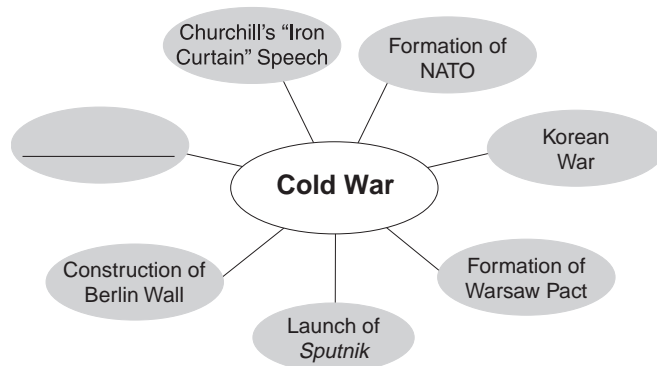 Churchill's “Iron
Curtain” Speech
Formation of
NATO
Korean
War
Cold War
Formation of
Warsaw Pact
Launch of
Sputnik
Construction of
Berlin Wall